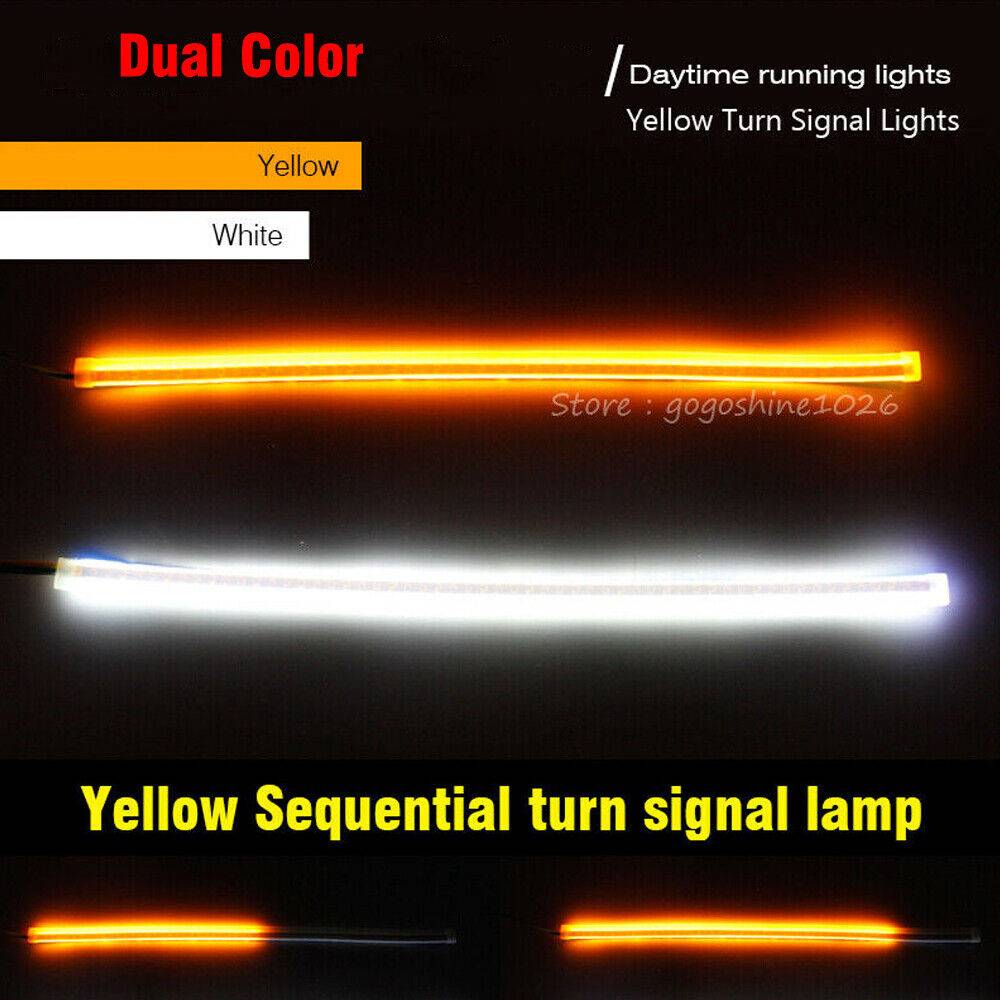 Dual Color
Daytime running lights
Yellow Turn Signal Lights
Yellow
White
Store : gogoshine1026
Yellow Sequential turn signal lamp